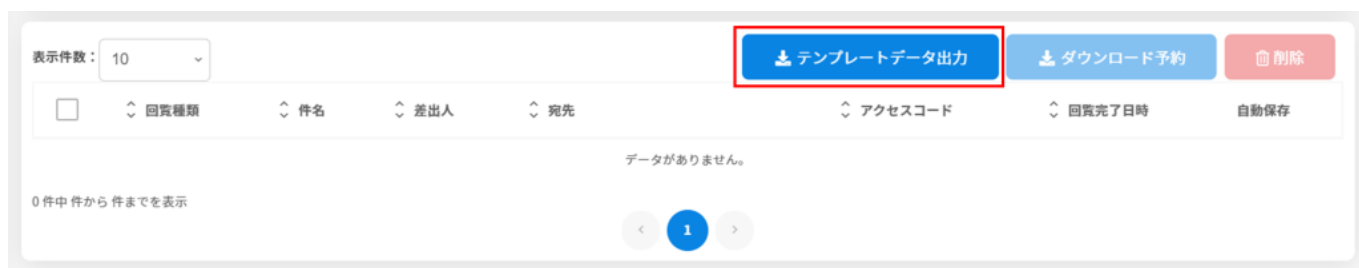 表示件数： 10 テンプレートデータ出力 ダウンロード予約 削除
回覧種類 件名 差出人 宛先 アクセスコード 回覧完了日時 自動保存
データがありません。
0 件中 件から 件までを表示
1